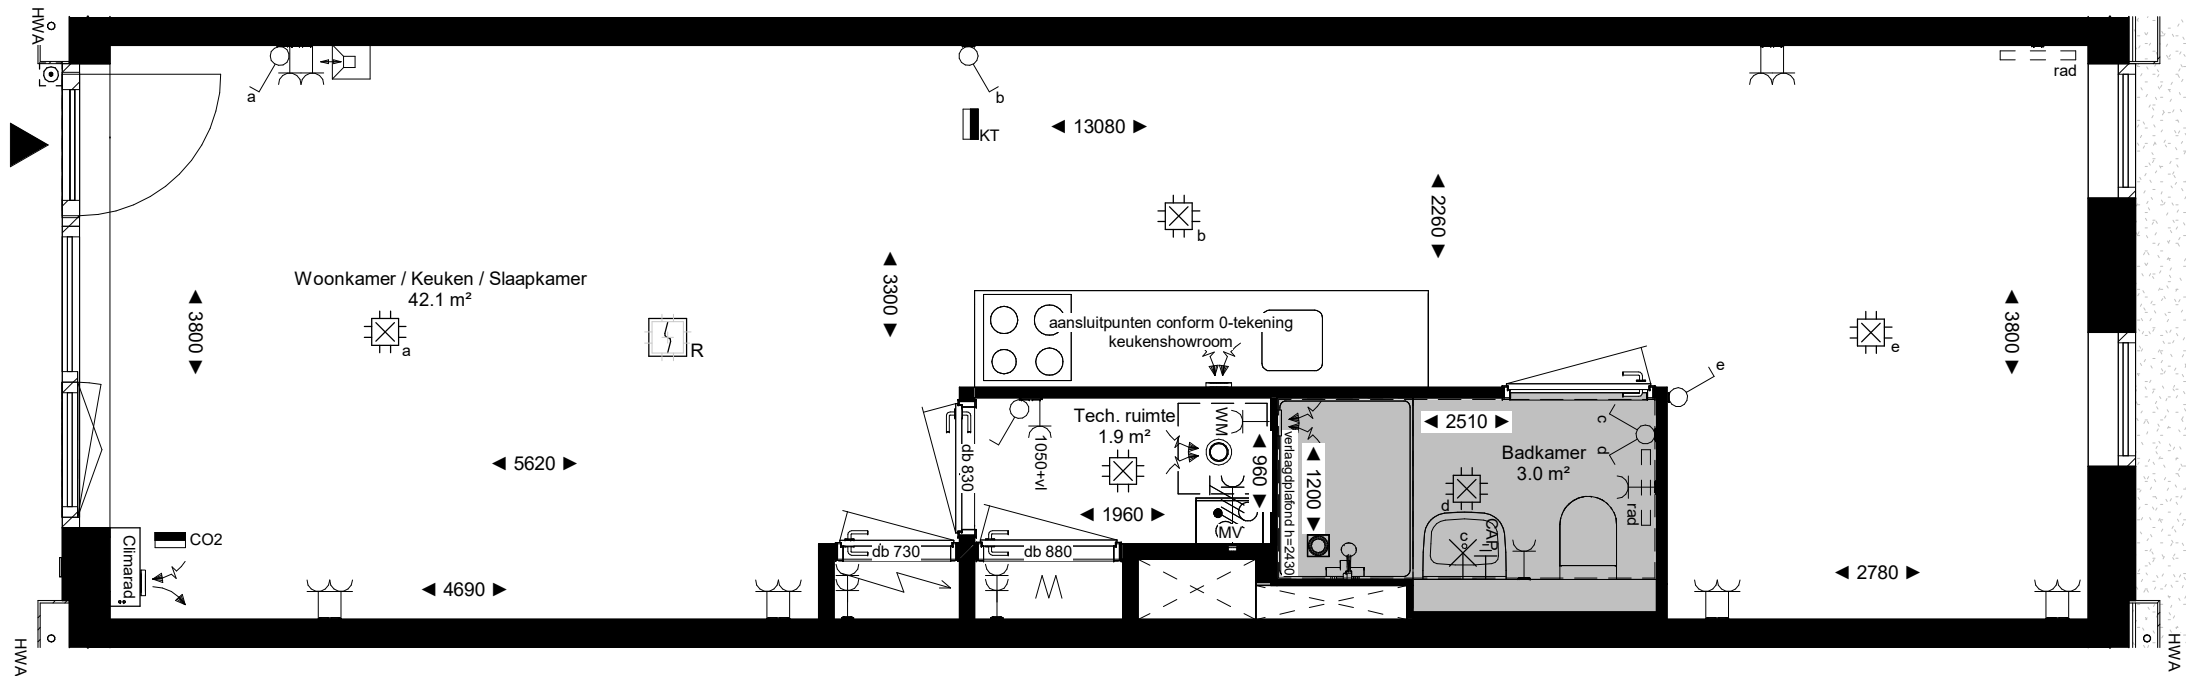 HWA
a
b
rad
KT
13080
2260
b
Woonkamer / Keuken / Slaapkamer
42.1 m²
3300
3800
a
R
aansluitpunten conform 0-tekening
keukenshowroom
3800
e
e
5620
db 830
1050+vl
Tech. ruimte
1.9 m²
WM
960
1960
MV
verlaagdplafond h=2430
1200
2510
c
d
Badkamer
3.0 m²
d
rad
CAP
c
CO2
Climarad
db 730
db 880
4690
2780
HWA
HWA